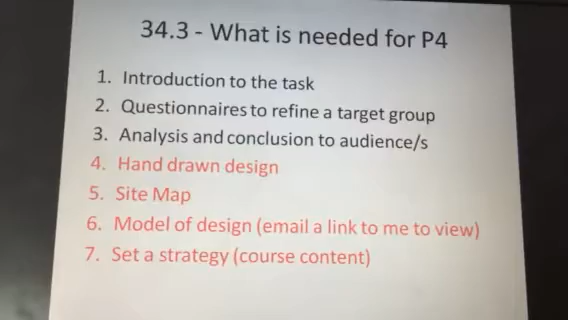 34.3 - What is needed for P4
1. Introduction to the task
2. Questionnaires to refine a target group
3. Analysis and conclusion to audience/s
4. Hand drawn design
5. Site Map
6. Model of design (email a link to me to view)
7. Set a strategy (course content)